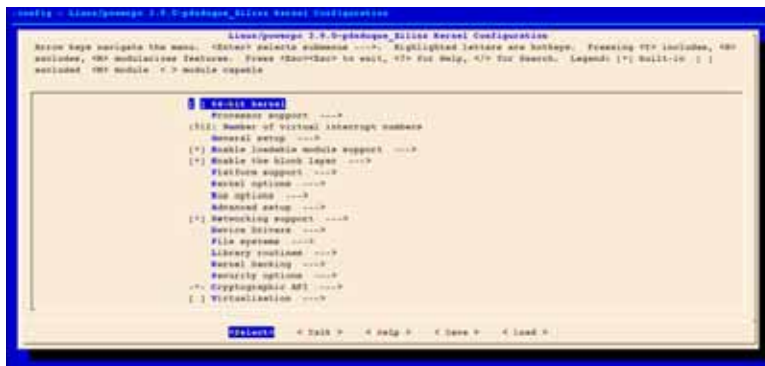 .config - Linux/powerpc 3.9.0-pdsduque_Xilinx Kernel Configuration
Linux/powerpc 3.9.0-pdsduque_Xilinx Kernel Configuration
Arrow keys navigate the menu. <Enter> selects submenus --->. Highlighted letters are hotkeys. Pressing <Y> includes, <N>
excludes, <M> modularizes features. Press <Esc><Esc> to exit, <?> for Help, </> for Search. Legend: [*] built-in [ ]
excluded <M> module < > module capable
[ ] 64-bit kernel
Processor support --->
(512) Number of virtual interrupt numbers
General setup --->
[*] Enable loadable module support --->
[*] Enable the block layer --->
Platform support --->
Kernel options --->
Bus options --->
Advanced setup --->
[*] Networking support --->
Device Drivers --->
File systems --->
Library routines --->
Kernel hacking --->
Security options --->
-*- Cryptographic API --->
[ ] Virtualization --->
<Select> < Exit > < Help > < Save > < Load >